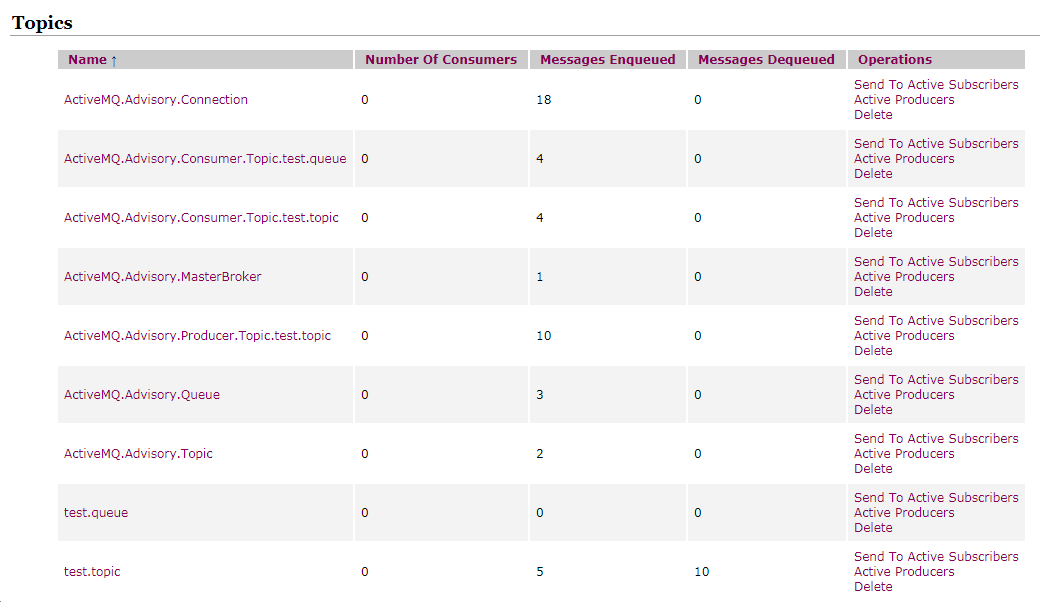 Topics
Name ↑ Number Of Consumers Messages Enqueued Messages Dequeued Operations
ActiveMQ.Advisory.Connection 0 18 0 Send To Active Subscribers
Active Producers
Delete
ActiveMQ.Advisory.Consumer.Topic.test.queue 0 4 0 Send To Active Subscribers
Active Producers
Delete
ActiveMQ.Advisory.Consumer.Topic.test.topic 0 4 0 Send To Active Subscribers
Active Producers
Delete
ActiveMQ.Advisory.MasterBroker 0 1 0 Send To Active Subscribers
Active Producers
Delete
ActiveMQ.Advisory.Producer.Topic.test.topic 0 10 0 Send To Active Subscribers
Active Producers
Delete
ActiveMQ.Advisory.Queue 0 3 0 Send To Active Subscribers
Active Producers
Delete
ActiveMQ.Advisory.Topic 0 2 0 Send To Active Subscribers
Active Producers
Delete
test.queue 0 0 0 Send To Active Subscribers
Active Producers
Delete
test.topic 0 5 10 Send To Active Subscribers
Active Producers
Delete